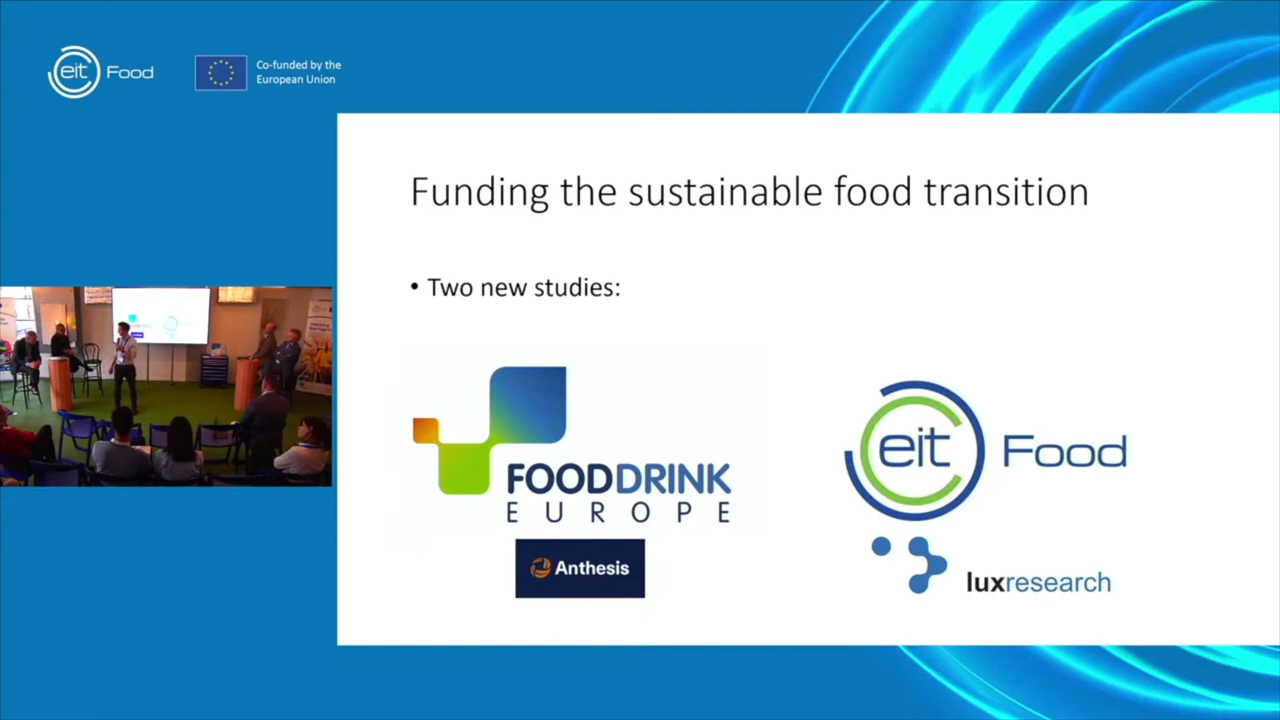 eit Food
Co-funded by the
European Union
Funding the sustainable food transition
• Two new studies:
FOODDRINK
EUROPE
Anthesis
eit Food
luxresearch